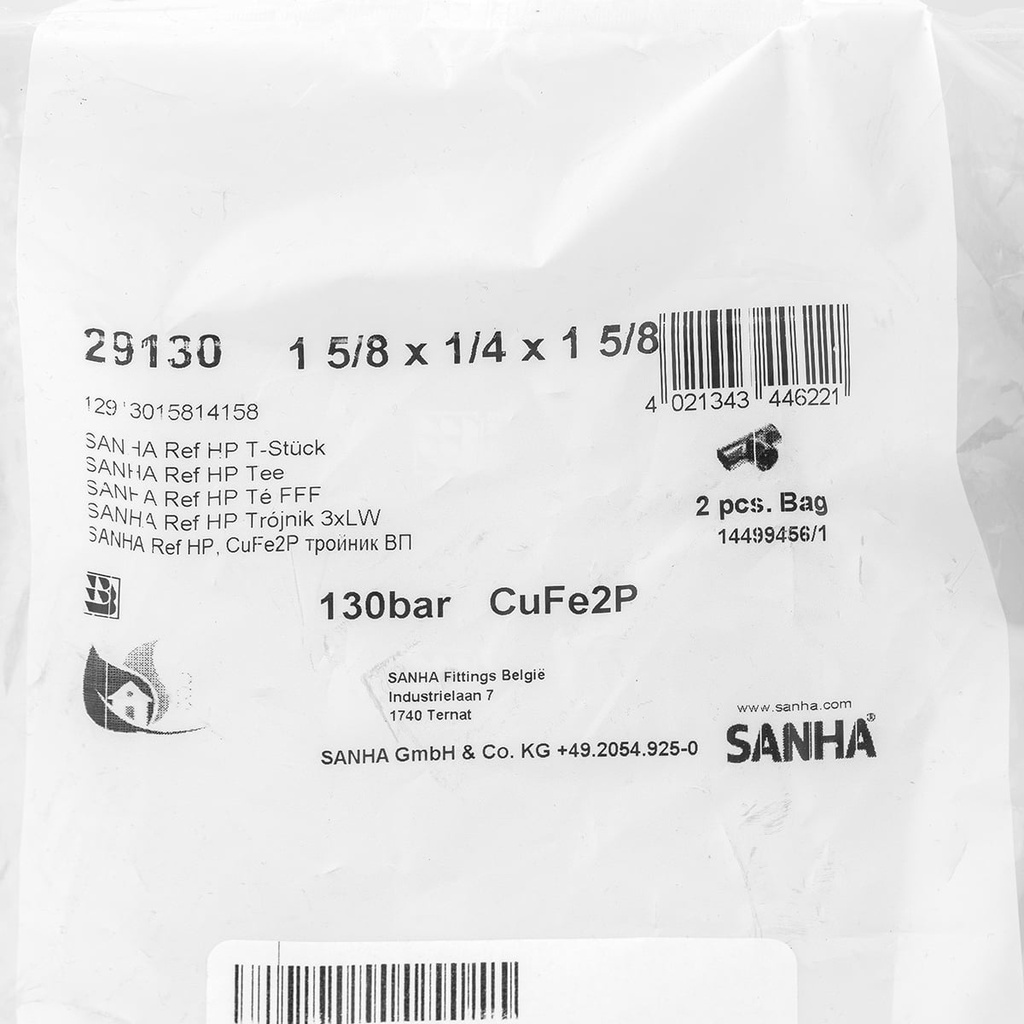 29130 1 5/8 x 1/4 x 1 5/8
4 021343 446221
12913015814158
SANHA Ref HP T-Stück
SANHA Ref HP Tee
SANHA Ref HP Té FFF
SANHA Ref HP Trójnik 3xLW
SANHA Ref HP, CuFe2P тройник ВП
2 pcs. Bag
14499456/1
130bar CuFe2P
SANHA Fittings België
Industrielaan 7
1740 Ternat
SANHA GmbH & Co. KG +49.2054.925-0
www.sanha.com
SANHA®